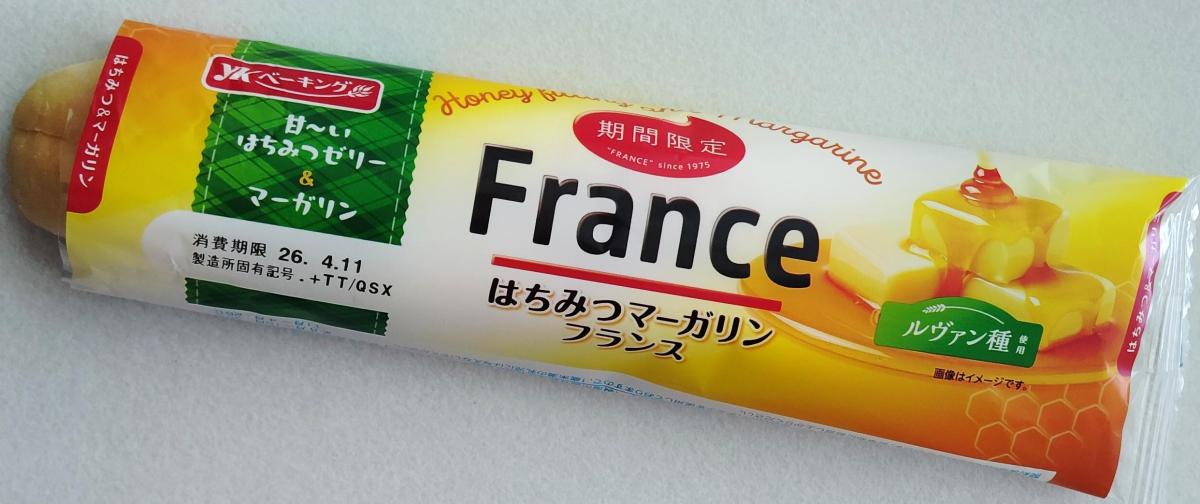 はちみつ&マーガリン
YKベーキング
甘～い
はちみつゼリー
&
マーガリン
消費期限 26. 4.11
製造所固有記号 .+TT/QSX
Honey
Margarine
期間限定
"FRANCE" since 1975
France
はちみつマーガリン
フランス
ルヴァン種 使用
画像はイメージです。